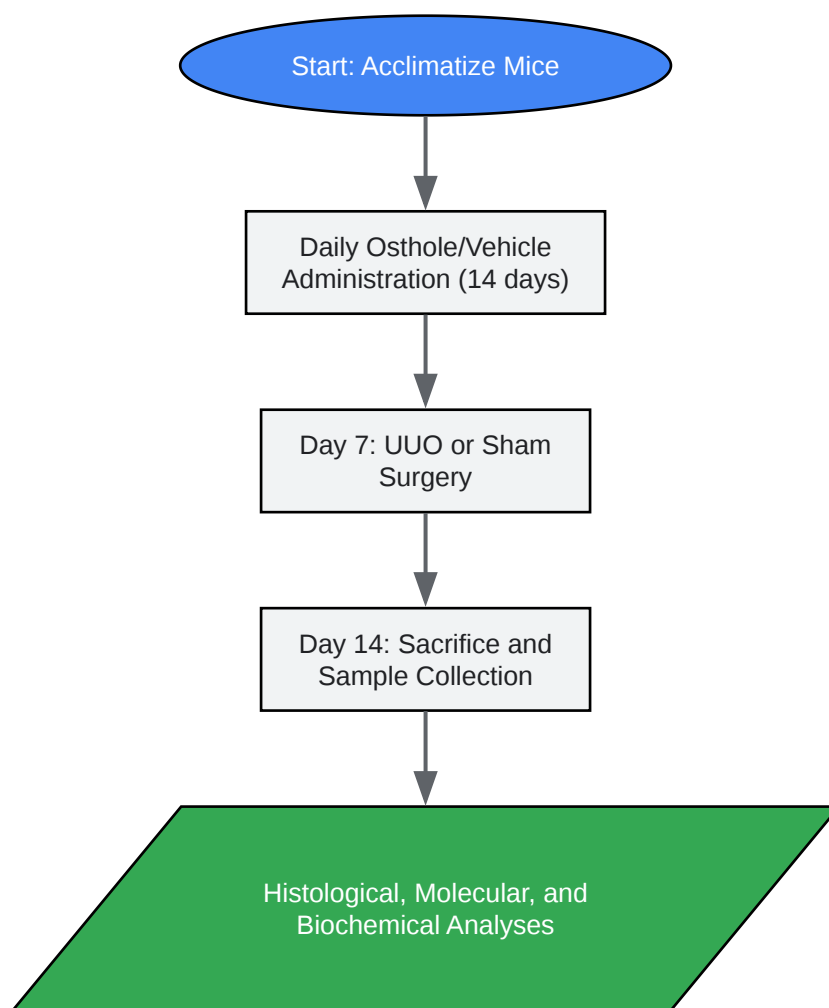 Start: Acclimatize Mice
Daily Osthole/Vehicle
Administration (14 days)
Day 7: UUO or Sham
Surgery
Day 14: Sacrifice and
Sample Collection
Histological, Molecular, and
Biochemical Analyses